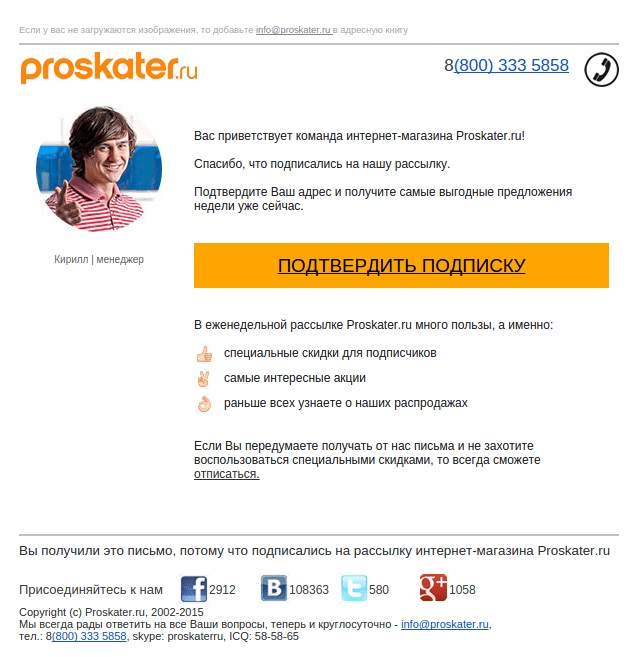 Если у вас не загружаются изображения, то добавьте info@proskater.ru в адресную книгу
proskater.ru
8(800) 333 5858
Вас приветствует команда интернет-магазина Proskater.ru!
Спасибо, что подписались на нашу рассылку.
Подтвердите Ваш адрес и получите самые выгодные предложения
недели уже сейчас.
Кирилл | менеджер
ПОДТВЕРДИТЬ ПОДПИСКУ
В еженедельной рассылке Proskater.ru много пользы, а именно:
специальные скидки для подписчиков
самые интересные акции
раньше всех узнаете о наших распродажах
Если Вы передумаете получать от нас письма и не захотите
воспользоваться специальными скидками, то всегда сможете
отписаться.
Вы получили это письмо, потому что подписались на рассылку интернет-магазина Proskater.ru
Присоединяйтесь к нам f 2912 В 108363 t 580 g+ 1058
Copyright (c) Proskater.ru, 2002-2015
Мы всегда рады ответить на все Ваши вопросы, теперь и круглосуточно - info@proskater.ru,
тел.: 8(800) 333 5858, skype: proskaterru, ICQ: 58-58-65